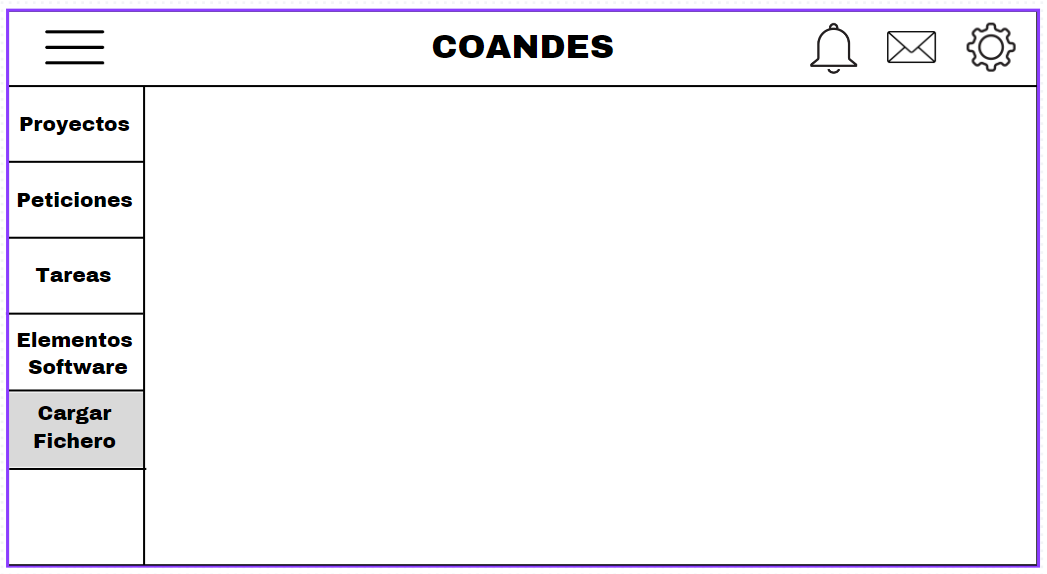 COANDES
Proyectos
Peticiones
Tareas
Elementos
Software
Cargar
Fichero